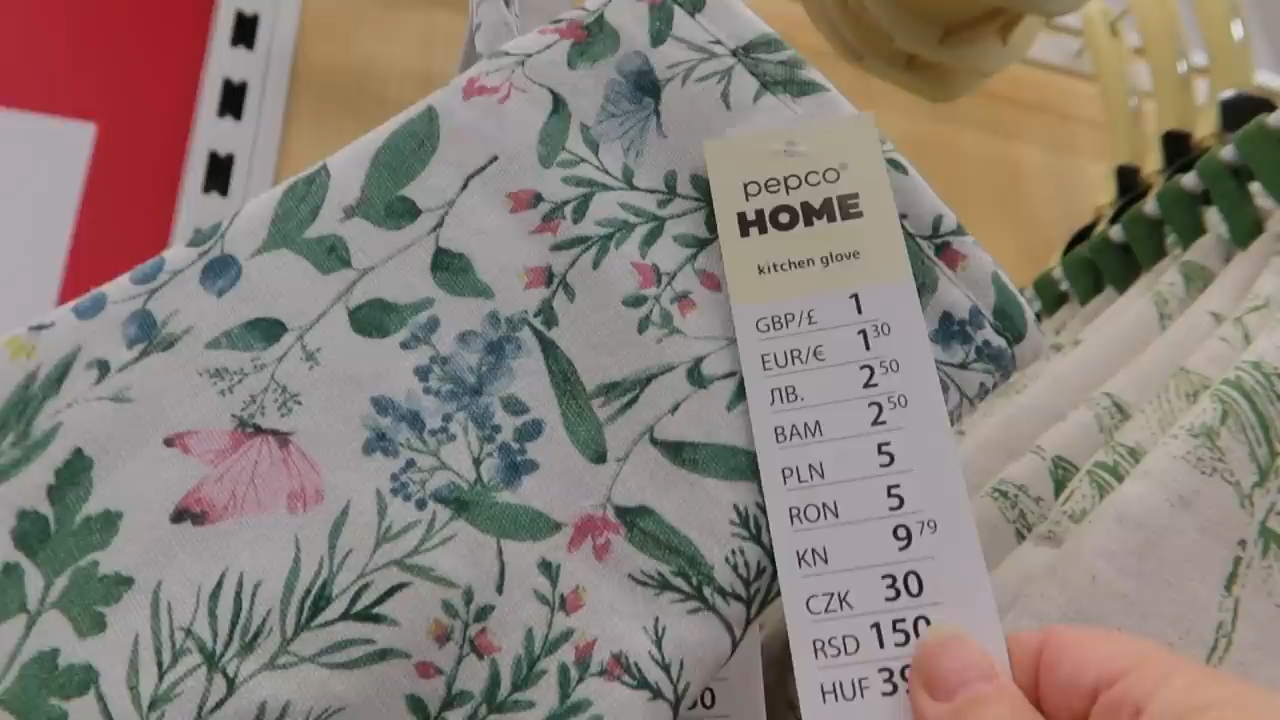 pepco®
HOME
kitchen glove
GBP/£ 1
EUR/€ 1³⁰
ЛВ. 2⁵⁰
BAM 2⁵⁰
PLN 5
RON 5
KN 9⁷⁹
CZK 30
RSD 150
HUF